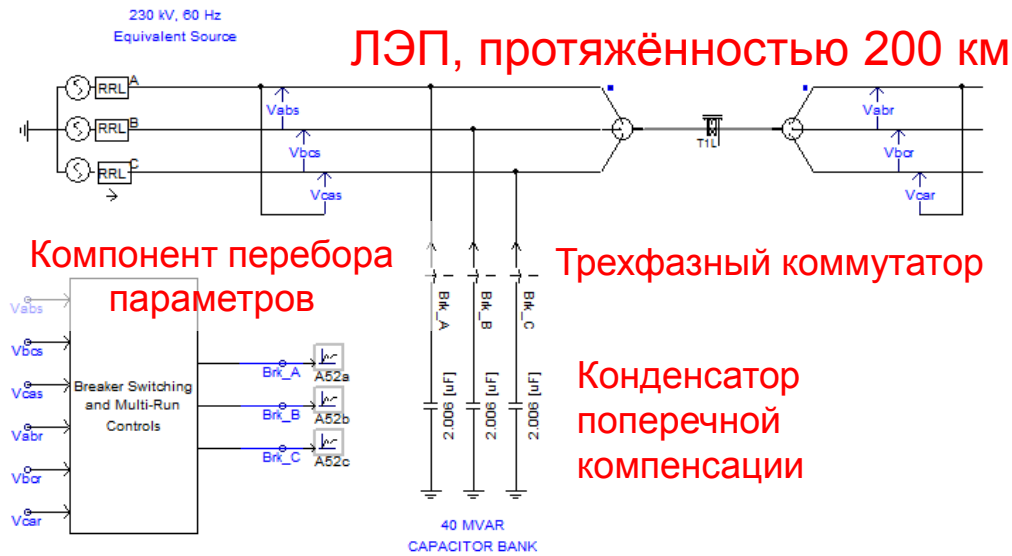 230 kV, 60 Hz
Equivalent Source
ЛЭП, протяжённостью 200 км
RRL A
RRL B
RRL C
Vabs
Vbcs
Vcas
T1L
Vabr
Vbcr
Vcar
Компонент перебора
параметров
Трехфазный коммутатор
Vabs
Vbcs
Vcas
Vabr
Vbcr
Vcar
Breaker Switching
and Multi-Run
Controls
Brk_A
A52a
Brk_B
A52b
Brk_C
A52c
Brk_A
Brk_B
Brk_C
2.006 [uF]
2.006 [uF]
2.006 [uF]
Конденсатор
поперечной
компенсации
40 MVAR
CAPACITOR BANK